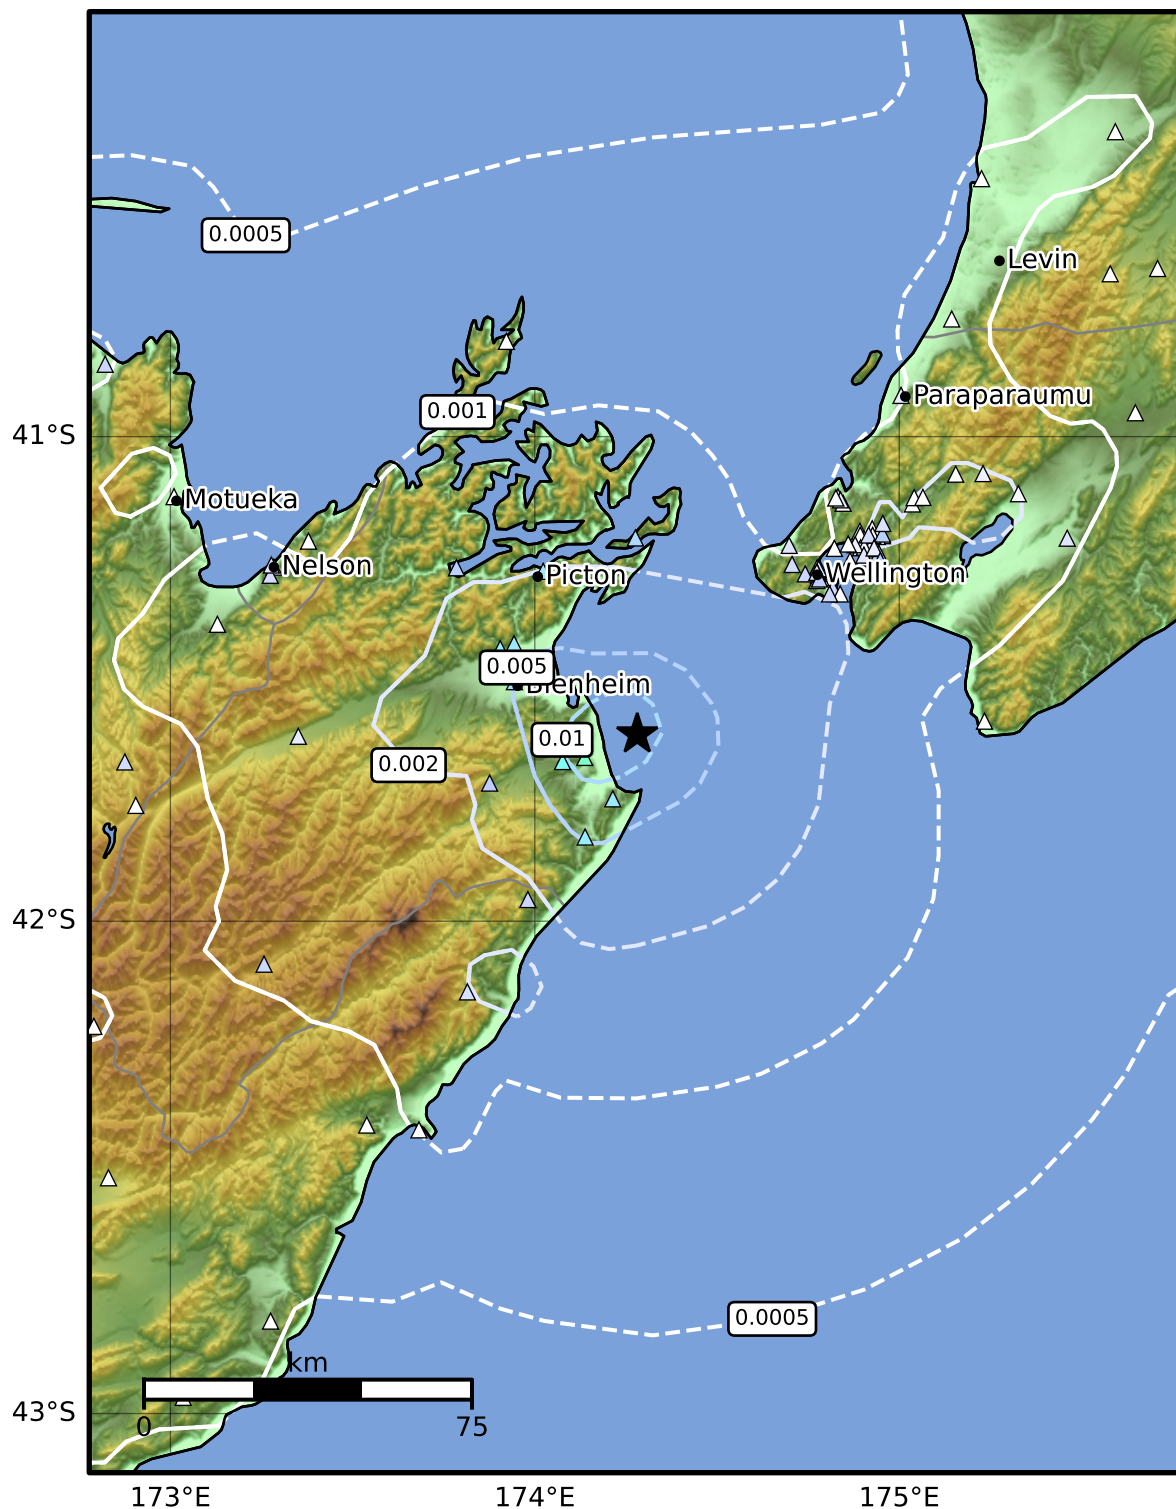 0.0005
Levin
Paraparaumu
0.001
41°S
Motueka
Nelson
Picton
Wellington
0.005
Blenheim
0.01
0.002
42°S
0.0005
km
0
75
43°S
173°E
174°E
175°E